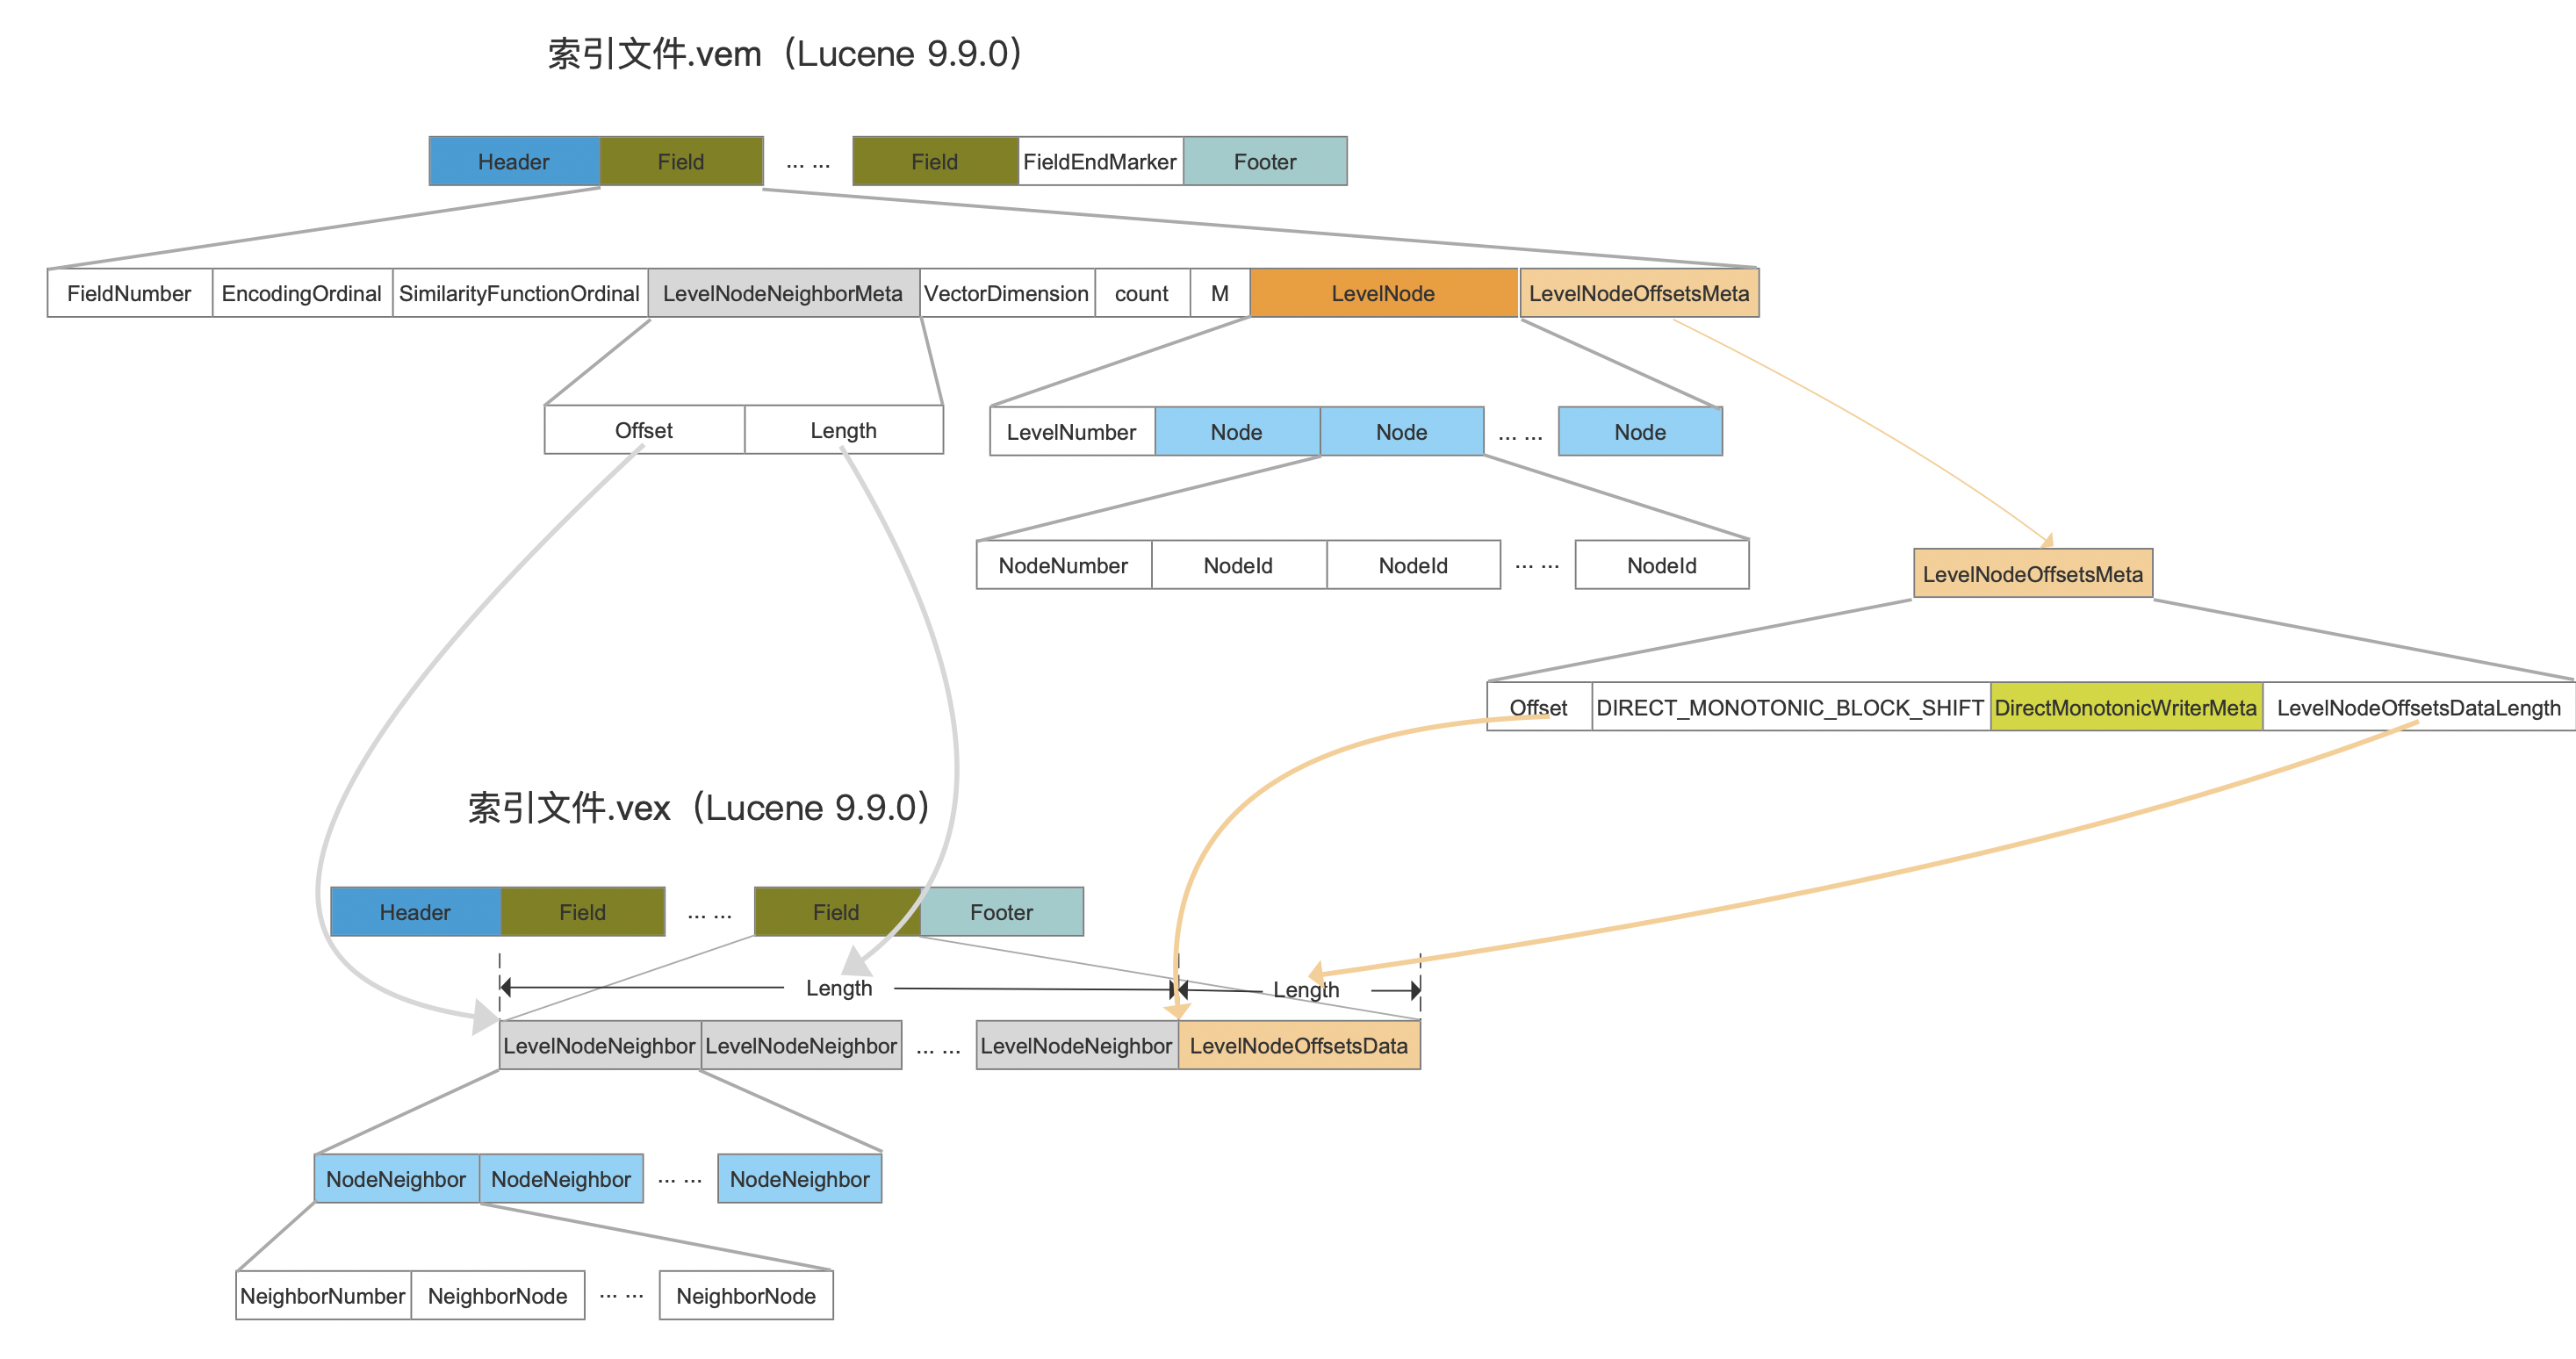 索引文件.vem（Lucene 9.9.0）
Header Field ... ... Field FieldEndMarker Footer
FieldNumber EncodingOrdinal SimilarityFunctionOrdinal LevelNodeNeighborMeta VectorDimension count M LevelNode LevelNodeOffsetsMeta
Offset Length
LevelNumber Node Node ... ... Node
NodeNumber NodeId NodeId ... ... NodeId
LevelNodeOffsetsMeta
Offset DIRECT_MONOTONIC_BLOCK_SHIFT DirectMonotonicWriterMeta LevelNodeOffsetsDataLength
索引文件.vex（Lucene 9.9.0）
Header Field ... ... Field Footer
Length Length
LevelNodeNeighbor LevelNodeNeighbor ... ... LevelNodeNeighbor LevelNodeOffsetsData
NodeNeighbor NodeNeighbor ... ... NodeNeighbor
NeighborNumber NeighborNode ... ... NeighborNode